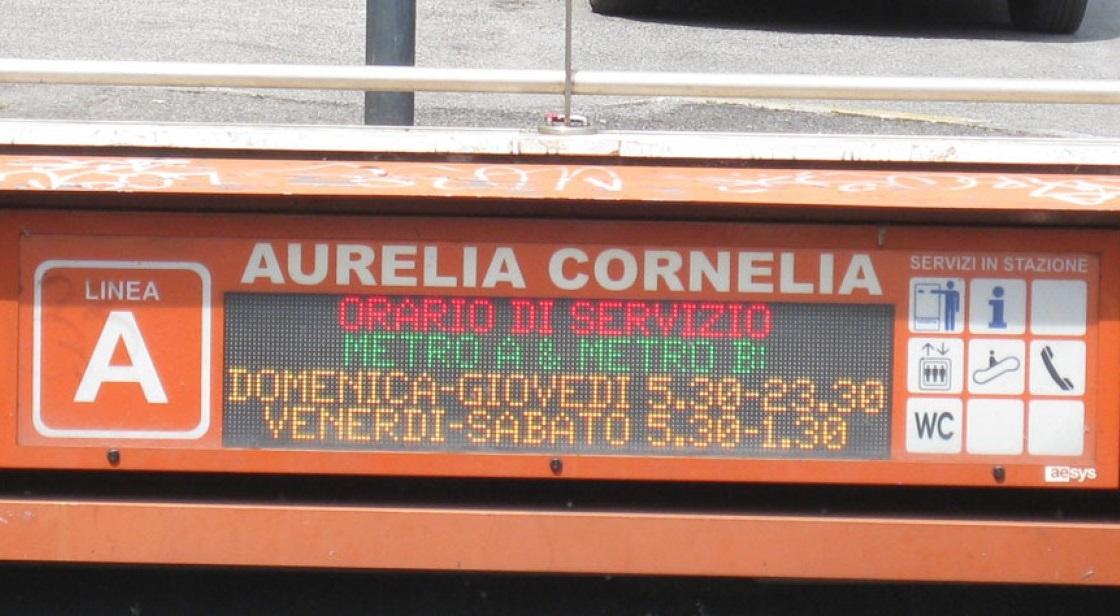 LINEA
A
AURELIA CORNELIA
ORARIO DI SERVIZIO
METRO A & METRO B:
DOMENICA-GIOVEDI 5.30-23.30
VENERDI-SABATO 5.30-1.30
SERVIZI IN STAZIONE
i
WC
aesys